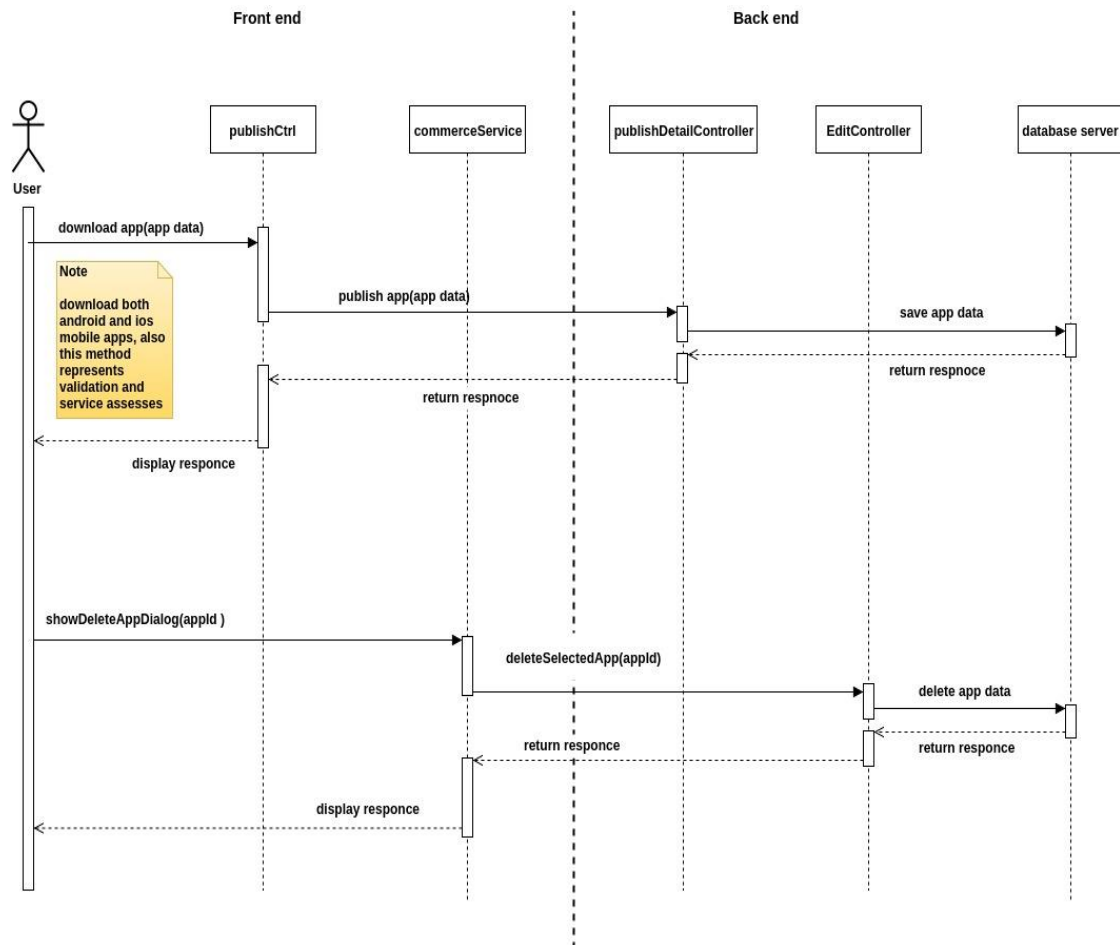 Front end
Back end
publishCtrl
commerceService
publishDetailController
EditController
database server
User
download app(app data)
Note
download both
android and ios
mobile apps, also
this method
represents
validation and
service assesses
publish app(app data)
save app data
return respnoce
return respnoce
display responce
showDeleteAppDialog(appId )
deleteSelectedApp(appId)
delete app data
return responce
return responce
display responce